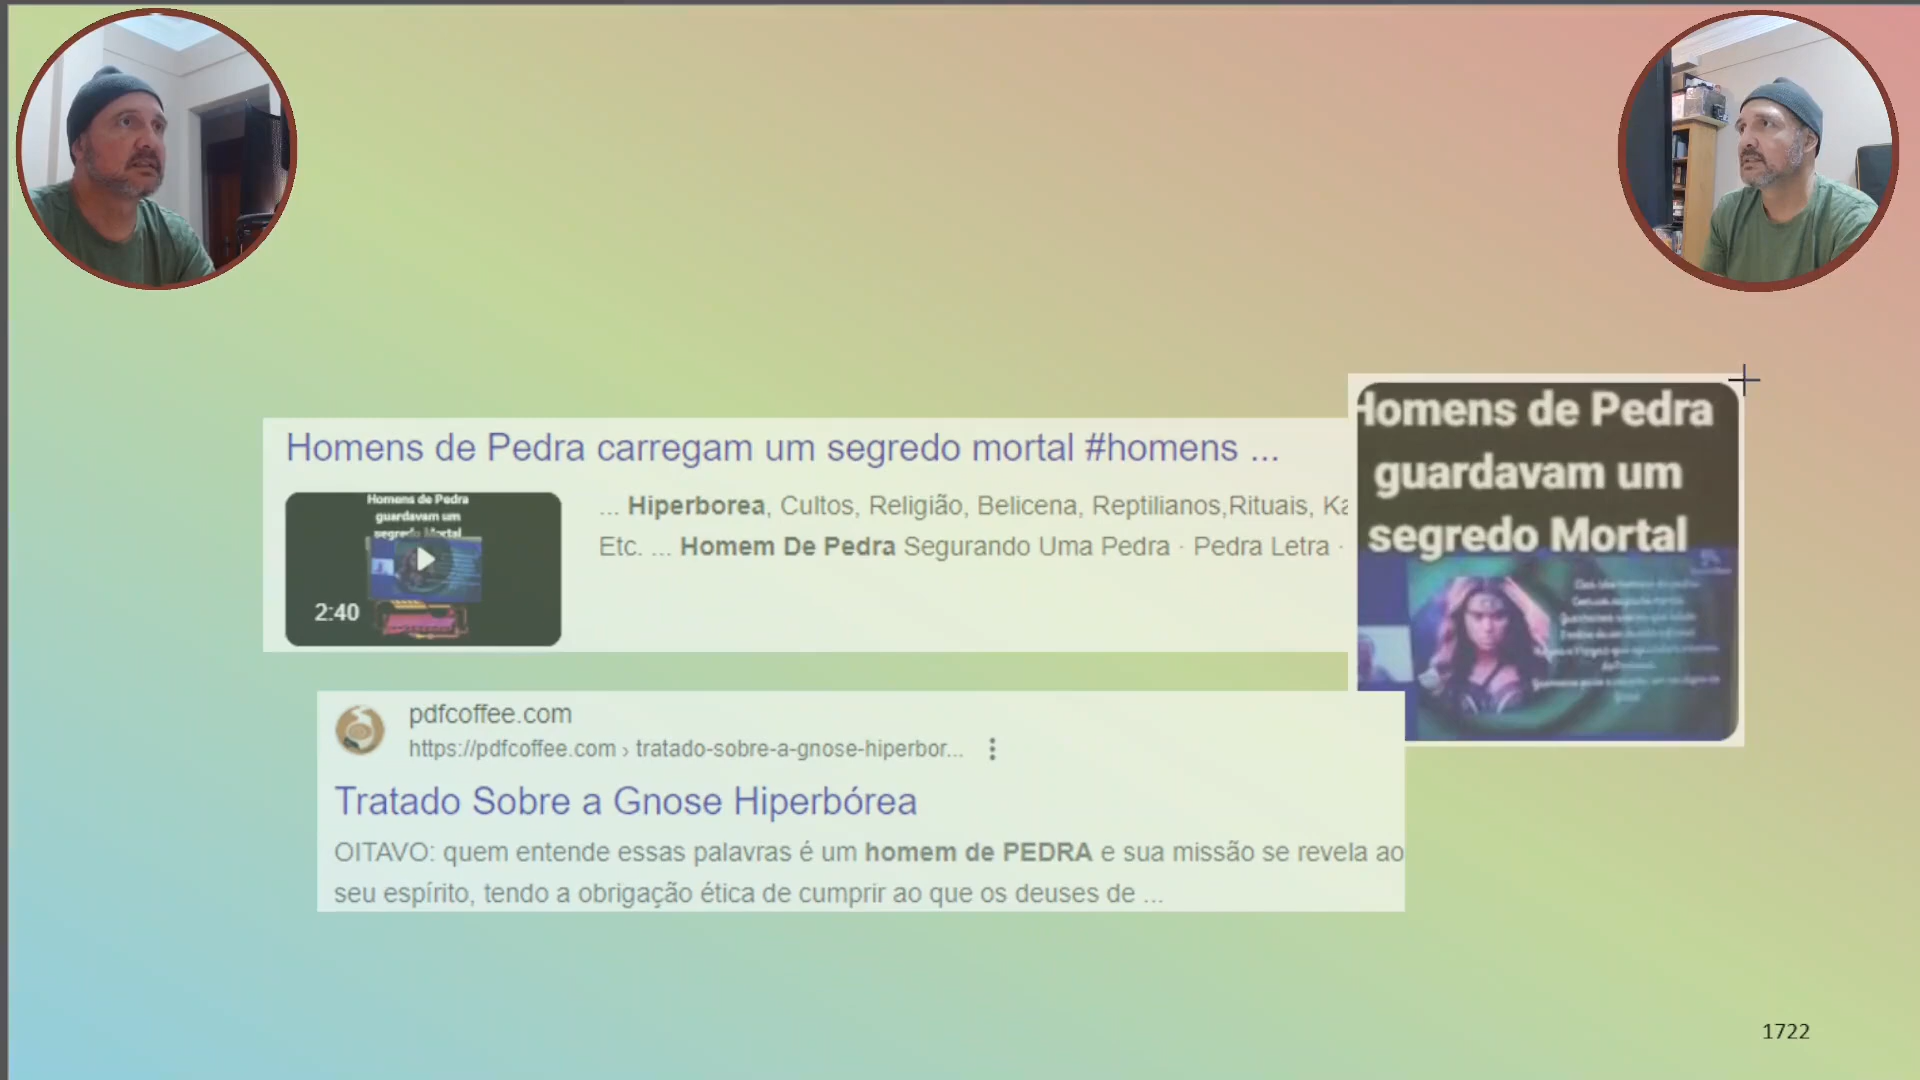 Homens de Pedra carregam um segredo mortal #homens ...
Homens de Pedra
guardavam um
segredo Mortal
2:40
... Hiperborea, Cultos, Religião, Belicena, Reptilianos,Rituais, Ka
Etc. ... Homem De Pedra Segurando Uma Pedra · Pedra Letra ·
Homens de Pedra
guardavam um
segredo Mortal
pdfcoffee.com
https://pdfcoffee.com › tratado-sobre-a-gnose-hiperbor...
Tratado Sobre a Gnose Hiperbórea
OITAVO: quem entende essas palavras é um homem de PEDRA e sua missão se revela ao
seu espírito, tendo a obrigação ética de cumprir ao que os deuses de ...
1722